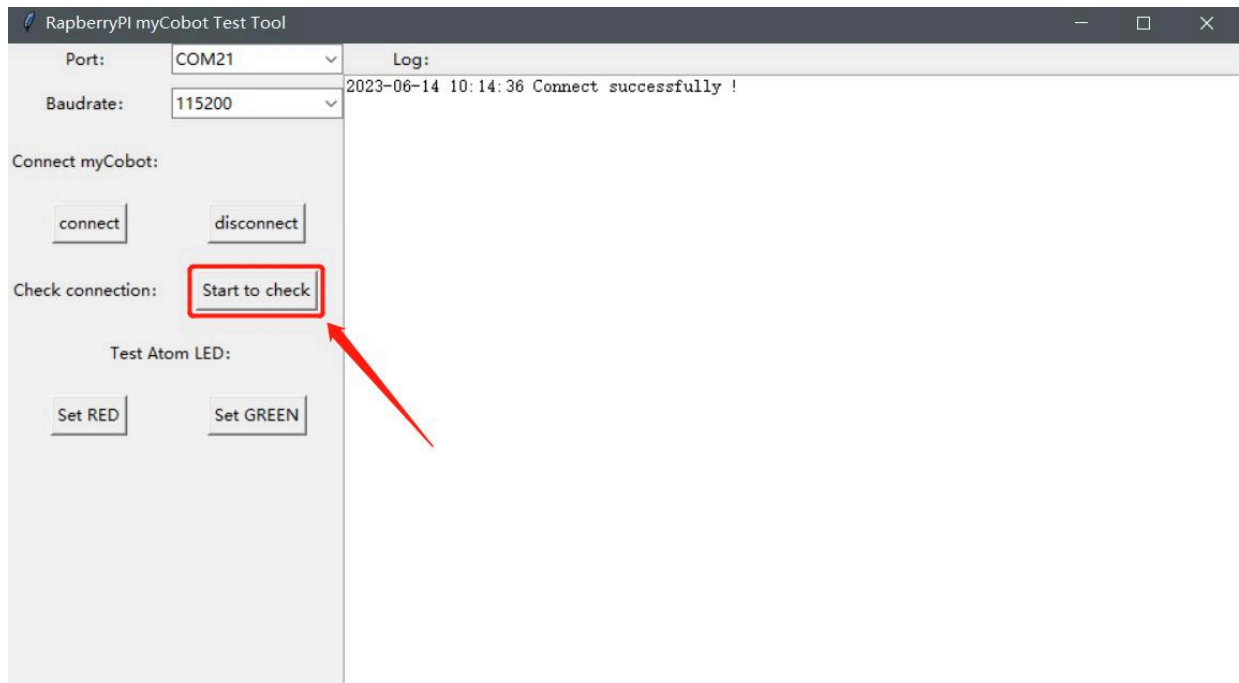 RapberryPI myCobot Test Tool
Port:
COM21
Log:
2023-06-14 10:14:36 Connect successfully !
Baudrate:
115200
Connect myCobot:
connect
disconnect
Check connection:
Start to check
Test Atom LED:
Set RED
Set GREEN